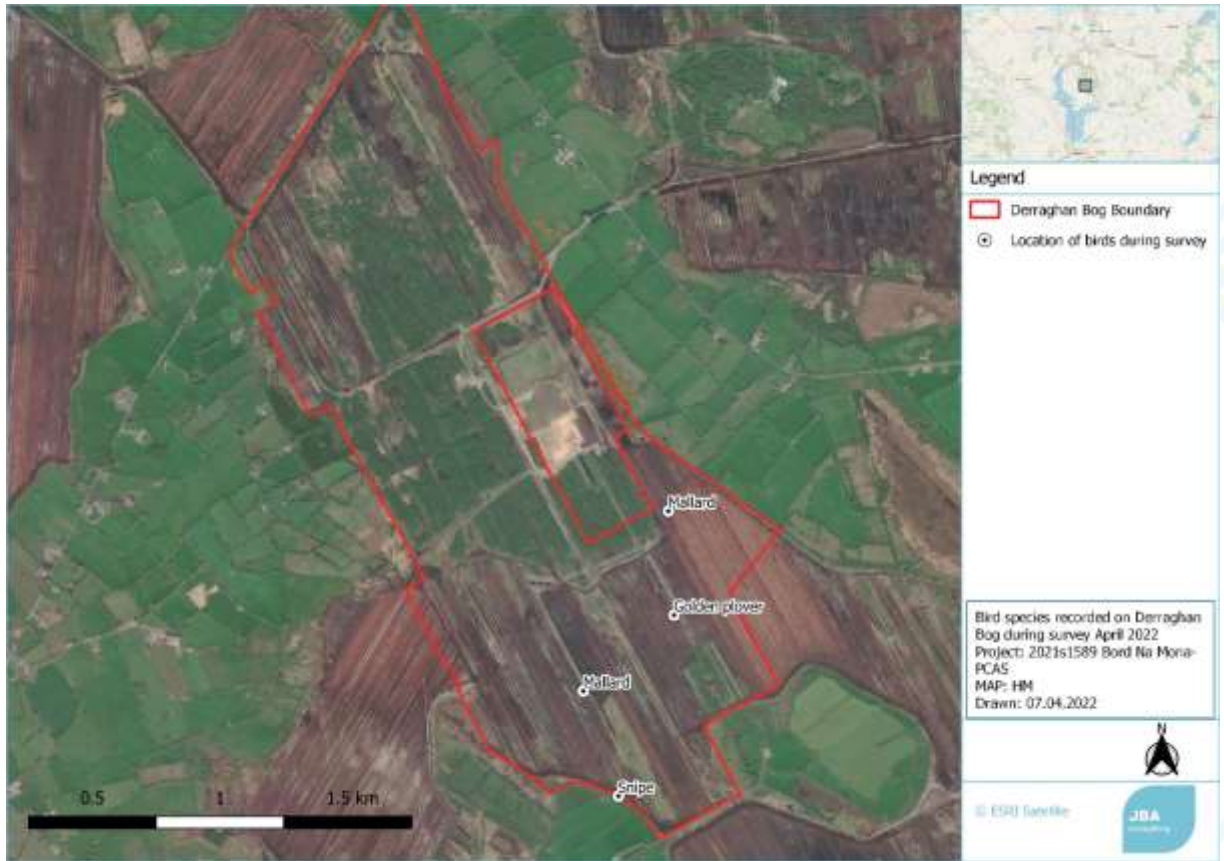 Legend
Derraghan Bog Boundary
Location of birds during survey
Mallard
Golden plover
Mallard
Snipe
0.5 1 1.5 km
Bird species recorded on Derraghan
Bog during survey April 2022
Project: 2021s1589 Bord Na Mona-
PCAS
MAP: HM
Drawn: 07.04.2022
N
© ESRI Satellite
JBA
consulting